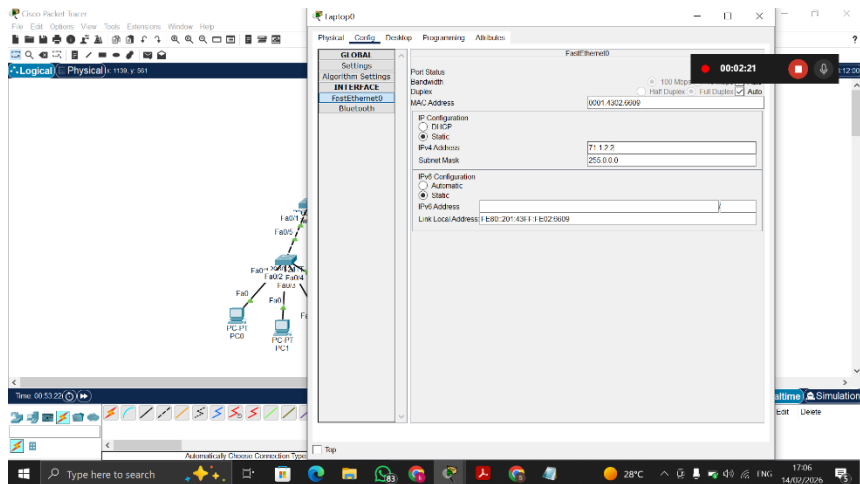 Cisco Packet Tracer
File Edit Options View Tools Extensions Window Help
Logical
Physical
x: 1139, y: 561
Fa0/1
Fa0/5
Fa0/2
Fa0/4
Fa0/3
Fa0
Fa0
PC-PT
PC0
PC-PT
PC1
Time: 00:53:22
Automatically Choose Connection Type
Laptop0
Physical Config Desktop Programming Attributes
GLOBAL
Settings
Algorithm Settings
INTERFACE
FastEthernet0
Bluetooth
FastEthernet0
Port Status
Bandwidth
100 Mbps
Duplex
Half Duplex
Full Duplex
Auto
MAC Address
0001.4302.6609
IP Configuration
DHCP
Static
IPv4 Address
71.1.2.2
Subnet Mask
255.0.0.0
IPv6 Configuration
Automatic
Static
IPv6 Address
/
Link Local Address: FE80::201:43FF:FE02:6609
Top
00:02:21
?
Simulation
Edit Delete
Type here to search
83
28°C
ENG
17:06
14/02/2026
5